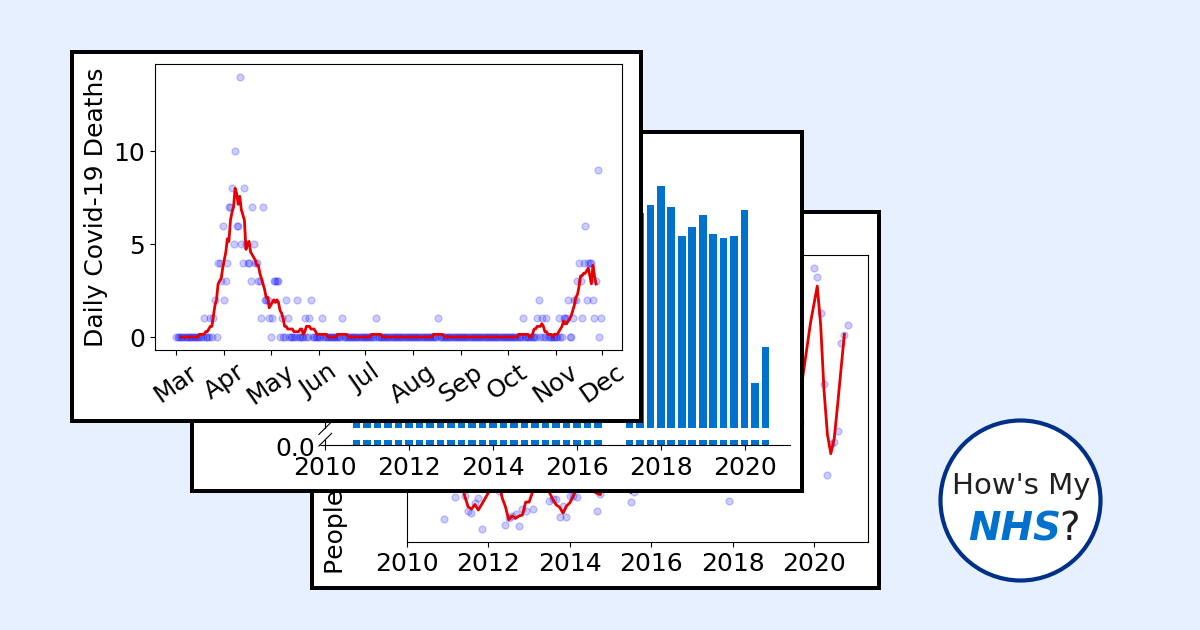 Daily Covid-19 Deaths
10
5
0
Mar Apr May Jun Jul Aug Sep Oct Nov Dec
0.0
2010 2012 2014 2016 2018 2020
People
2010 2012 2014 2016 2018 2020
How's My
NHS?